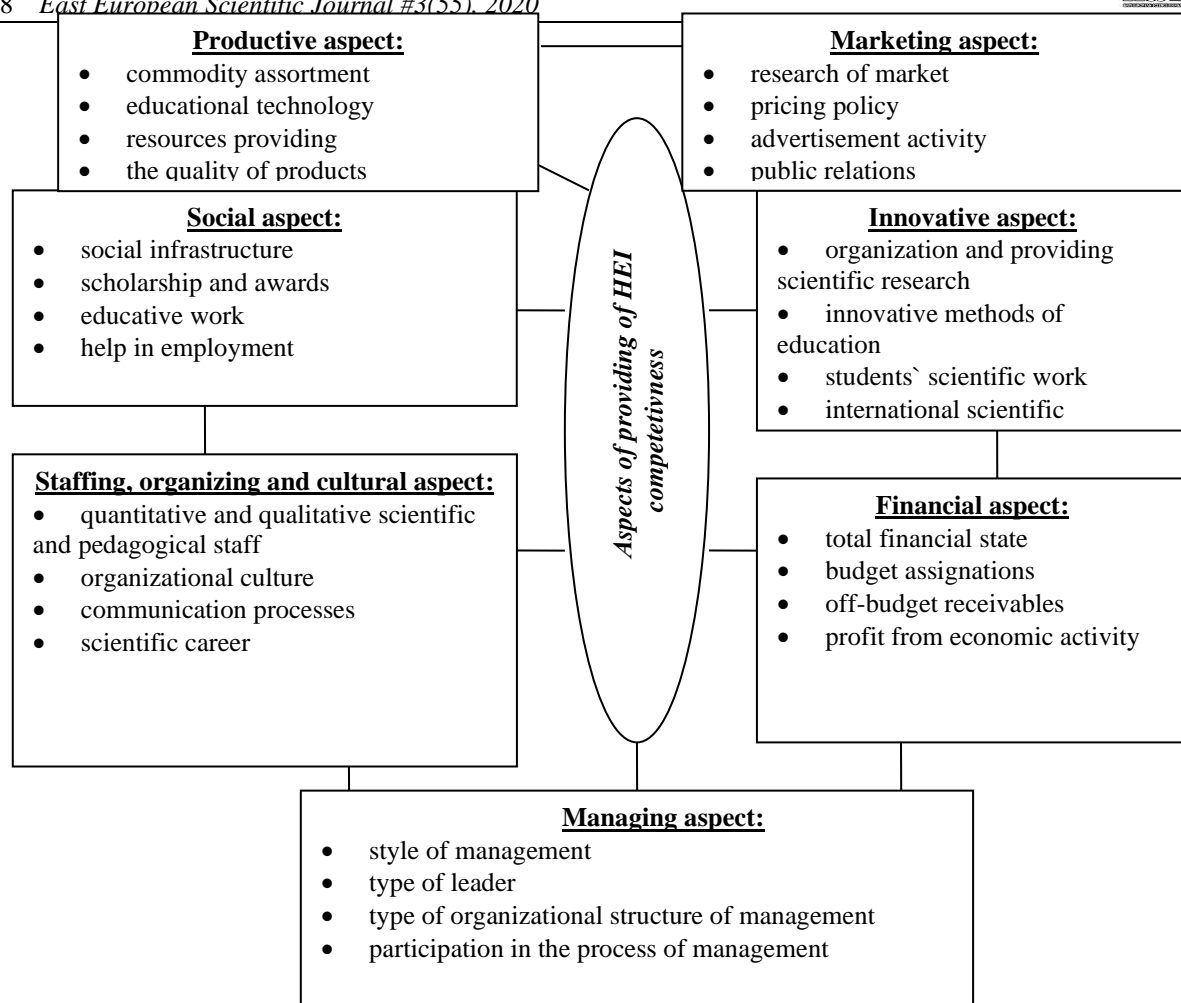 8 East European Scientific Journal #3(55), 2020
Productive aspect:
• commodity assortment
• educational technology
• resources providing
• the quality of products
Marketing aspect:
• research of market
• pricing policy
• advertisement activity
• public relations
Social aspect:
• social infrastructure
• scholarship and awards
• educative work
• help in employment
Innovative aspect:
• organization and providing
scientific research
• innovative methods of
education
• students` scientific work
• international scientific
Aspects of providing of HEI
competetivness
Staffing, organizing and cultural aspect:
• quantitative and qualitative scientific
and pedagogical staff
• organizational culture
• communication processes
• scientific career
Financial aspect:
• total financial state
• budget assignations
• off-budget receivables
• profit from economic activity
Managing aspect:
• style of management
• type of leader
• type of organizational structure of management
• participation in the process of management